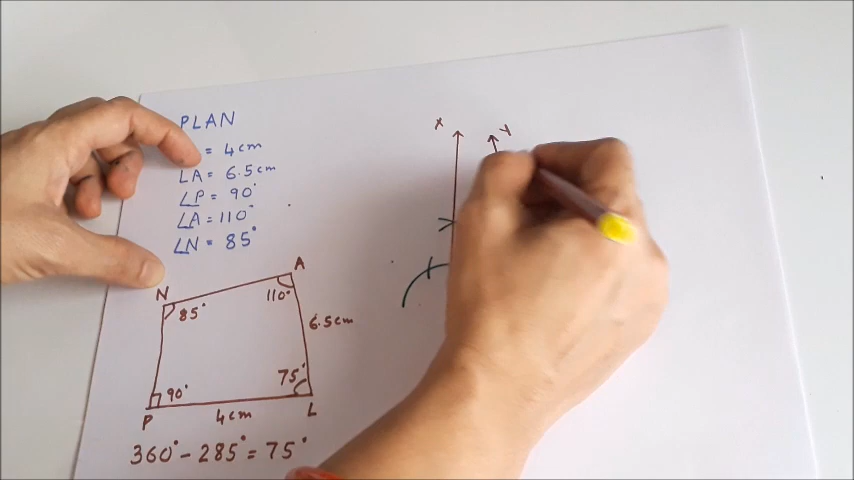 PLAN
= 4cm
LA = 6.5cm
∠P = 90°
∠A = 110°
∠N = 85°
X
Y
N
A
85°
110°
6.5cm
75°
90°
P
4cm
L
360° - 285° = 75°